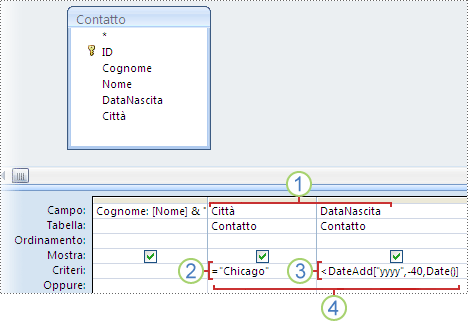 Contatto
*
ID
Cognome
Nome
DataNascita
Città
1
Campo: Cognome: [Nome] & " Città DataNascita
Tabella: Contatto Contatto
Ordinamento:
Mostra:
Criteri: 2 ="Chicago" 3 <DateAdd["yyyy",-40,Date()]
Oppure:
4